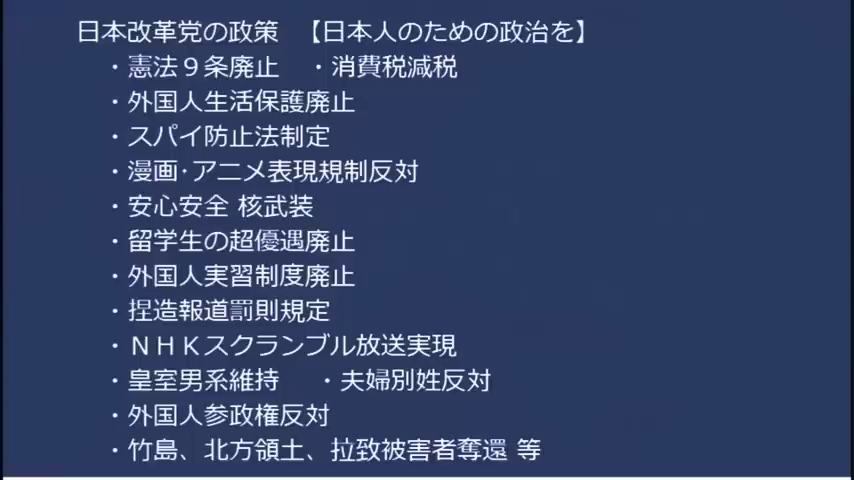 日本改革党の政策　【日本人のための政治を】
・憲法９条廃止　・消費税減税
・外国人生活保護廃止
・スパイ防止法制定
・漫画･アニメ表現規制反対
・安心安全 核武装
・留学生の超優遇廃止
・外国人実習制度廃止
・捏造報道罰則規定
・ＮＨＫスクランブル放送実現
・皇室男系維持　・夫婦別姓反対
・外国人参政権反対
・竹島、北方領土、拉致被害者奪還 等